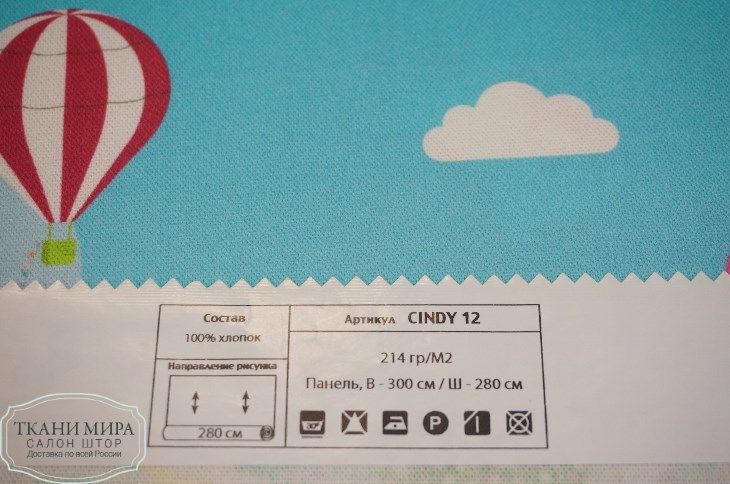 Состав
100% хлопок
Направление рисунка
280 см
Артикул CINDY 12
214 гр/М2
Панель, В - 300 см / Ш - 280 см
30°
P
ТКАНИ МИРА
САЛОН ШТОР
Доставка по всей России